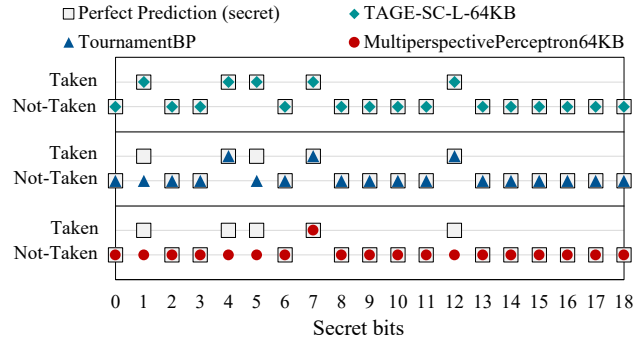 Perfect Prediction (secret) TAGE-SC-L-64KB
TournamentBP MultiperspectivePerceptron64KB
Taken
Not-Taken
Taken
Not-Taken
Taken
Not-Taken
0 1 2 3 4 5 6 7 8 9 10 11 12 13 14 15 16 17 18
Secret bits